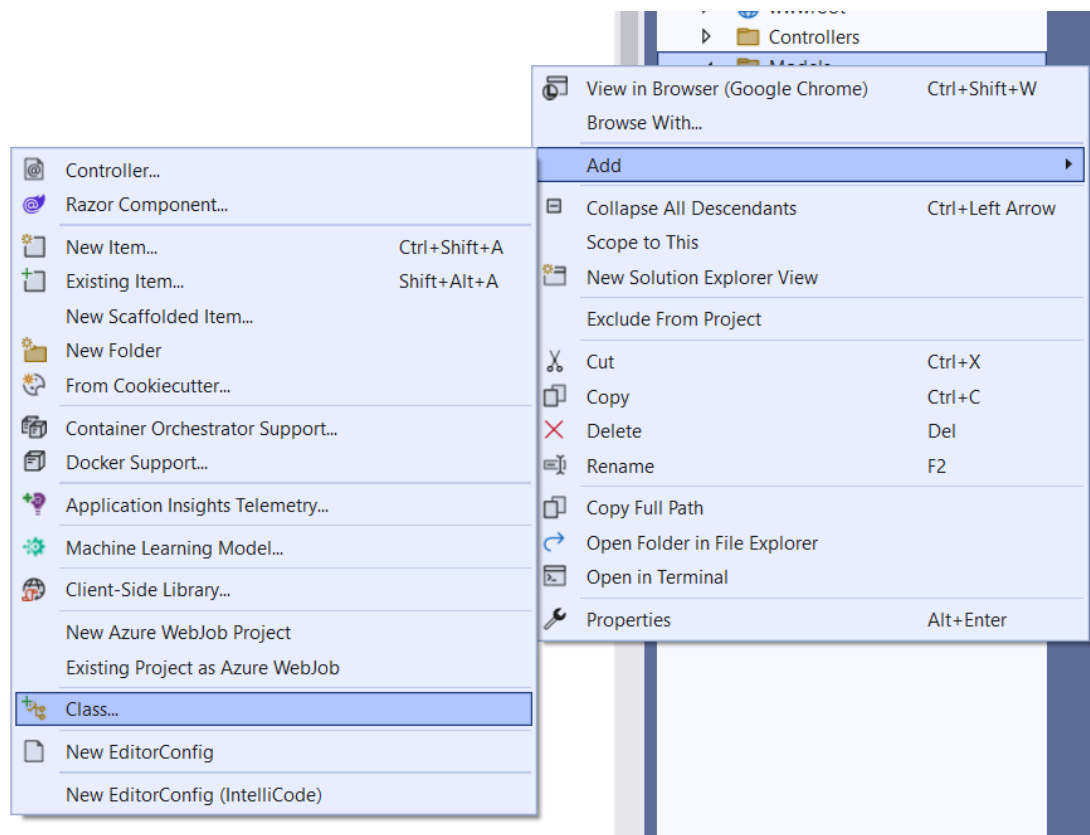 wwwroot
Controllers
Models
View in Browser (Google Chrome) Ctrl+Shift+W
Browse With...
Add
Collapse All Descendants Ctrl+Left Arrow
Scope to This
New Solution Explorer View
Exclude From Project
Cut Ctrl+X
Copy Ctrl+C
Delete Del
Rename F2
Copy Full Path
Open Folder in File Explorer
Open in Terminal
Properties Alt+Enter
Controller...
Razor Component...
New Item... Ctrl+Shift+A
Existing Item... Shift+Alt+A
New Scaffolded Item...
New Folder
From Cookiecutter...
Container Orchestrator Support...
Docker Support...
Application Insights Telemetry...
Machine Learning Model...
Client-Side Library...
New Azure WebJob Project
Existing Project as Azure WebJob
Class...
New EditorConfig
New EditorConfig (IntelliCode)